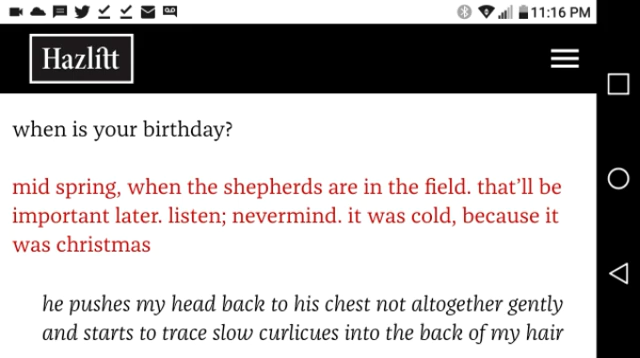 11:16 PM
Hazlitt
when is your birthday?
mid spring, when the shepherds are in the field. that’ll be
important later. listen; nevermind. it was cold, because it
was christmas
he pushes my head back to his chest not altogether gently
and starts to trace slow curlicues into the back of my hair